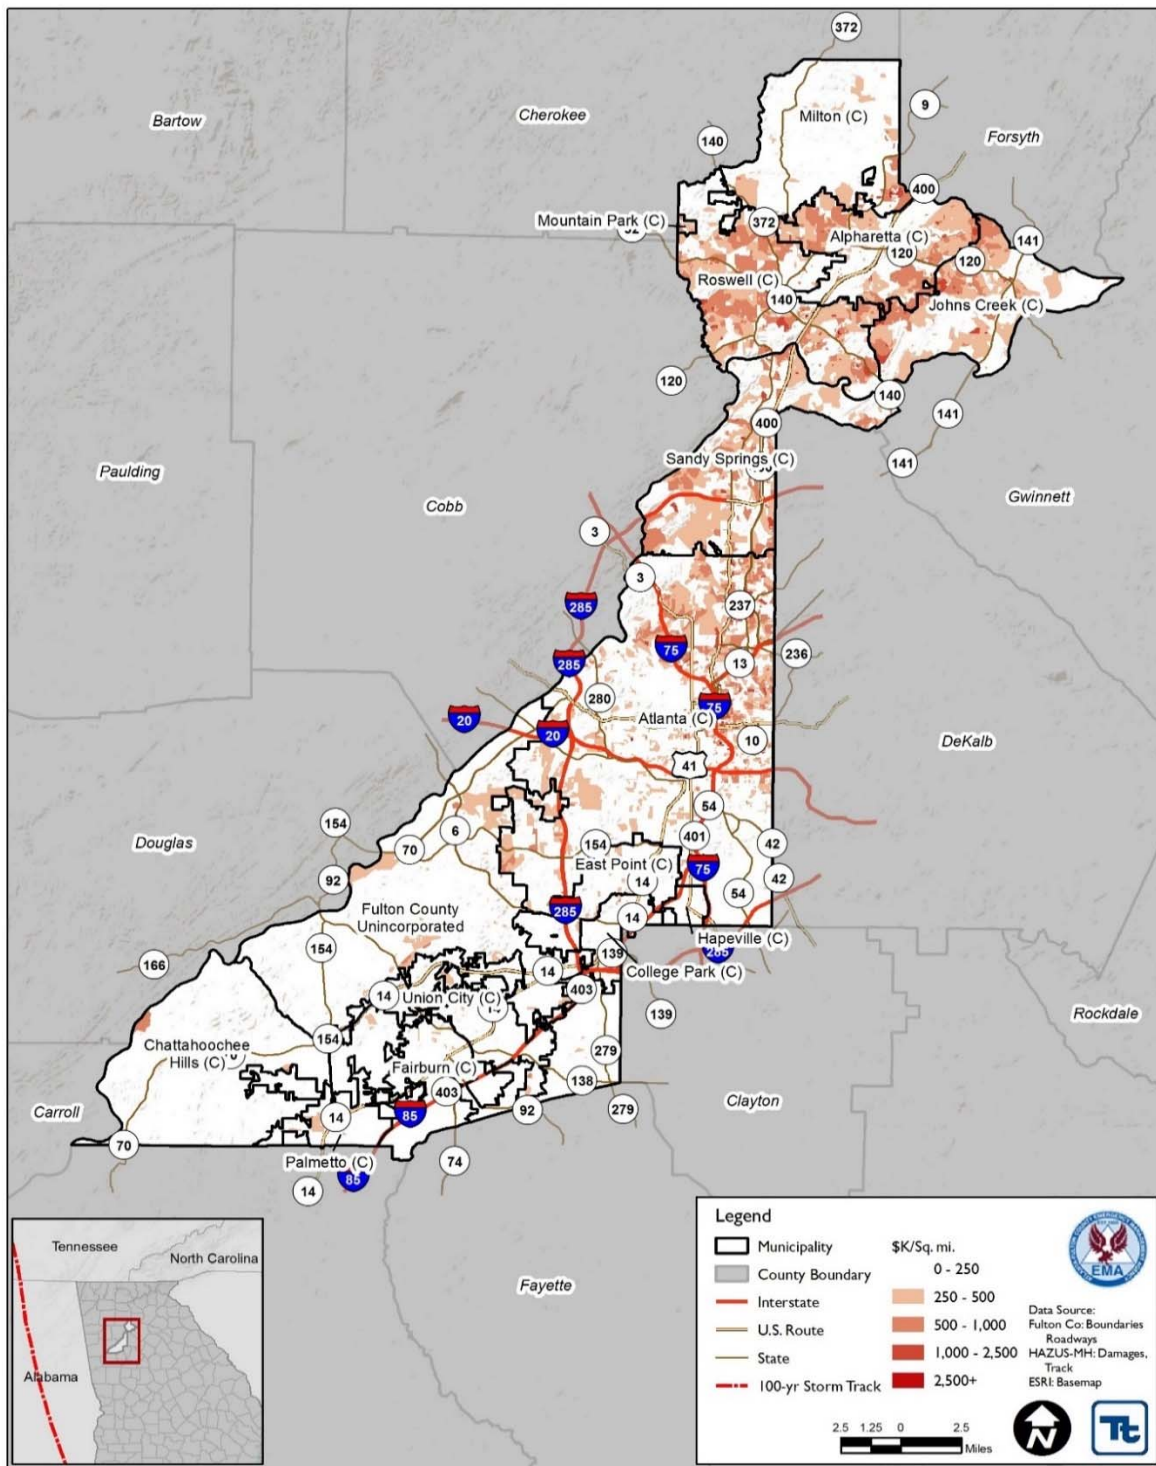 372
Bartow
Cherokee
Milton (C)
9
Forsyth
140
400
Mountain Park (C)
372
Alpharetta (C)
141
120
120
Roswell (C)
140
Johns Creek (C)
120
140
141
400
141
Sandy Springs (C)
Paulding
Cobb
Gwinnett
3
3
285
237
75
236
285
13
280
75
20
Atlanta (C)
20
10
DeKalb
41
54
154
6
401
42
Douglas
70
154
East Point (C)
75
92
14
42
54
285
14
Fulton County
Unincorporated
Hapeville (C)
154
139
285
166
14
College Park (C)
14
403
Union City (C)
139
Rockdale
154
Chattahoochee
Hills (C)
279
Fairburn (C)
138
403
Clayton
Carroll
14
85
92
279
70
Palmetto (C)
74
85
14
Fayette
Tennessee
North Carolina
Alabama
Legend
Municipality
County Boundary
Interstate
U.S. Route
State
100-yr Storm Track
$K/Sq. mi.
0 - 250
250 - 500
500 - 1,000
1,000 - 2,500
2,500+
EMA
Data Source:
Fulton Co: Boundaries
Roadways
HAZUS-MH: Damages,
Track
ESRI: Basemap
2.5 1.25 0 2.5
Miles
N
Tt